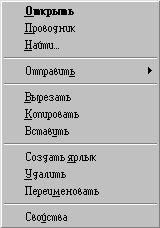 Открыть
Проводник
Найти...
Отправить
Вырезать
Копировать
Вставить
Создать ярлык
Удалить
Переименовать
Свойства